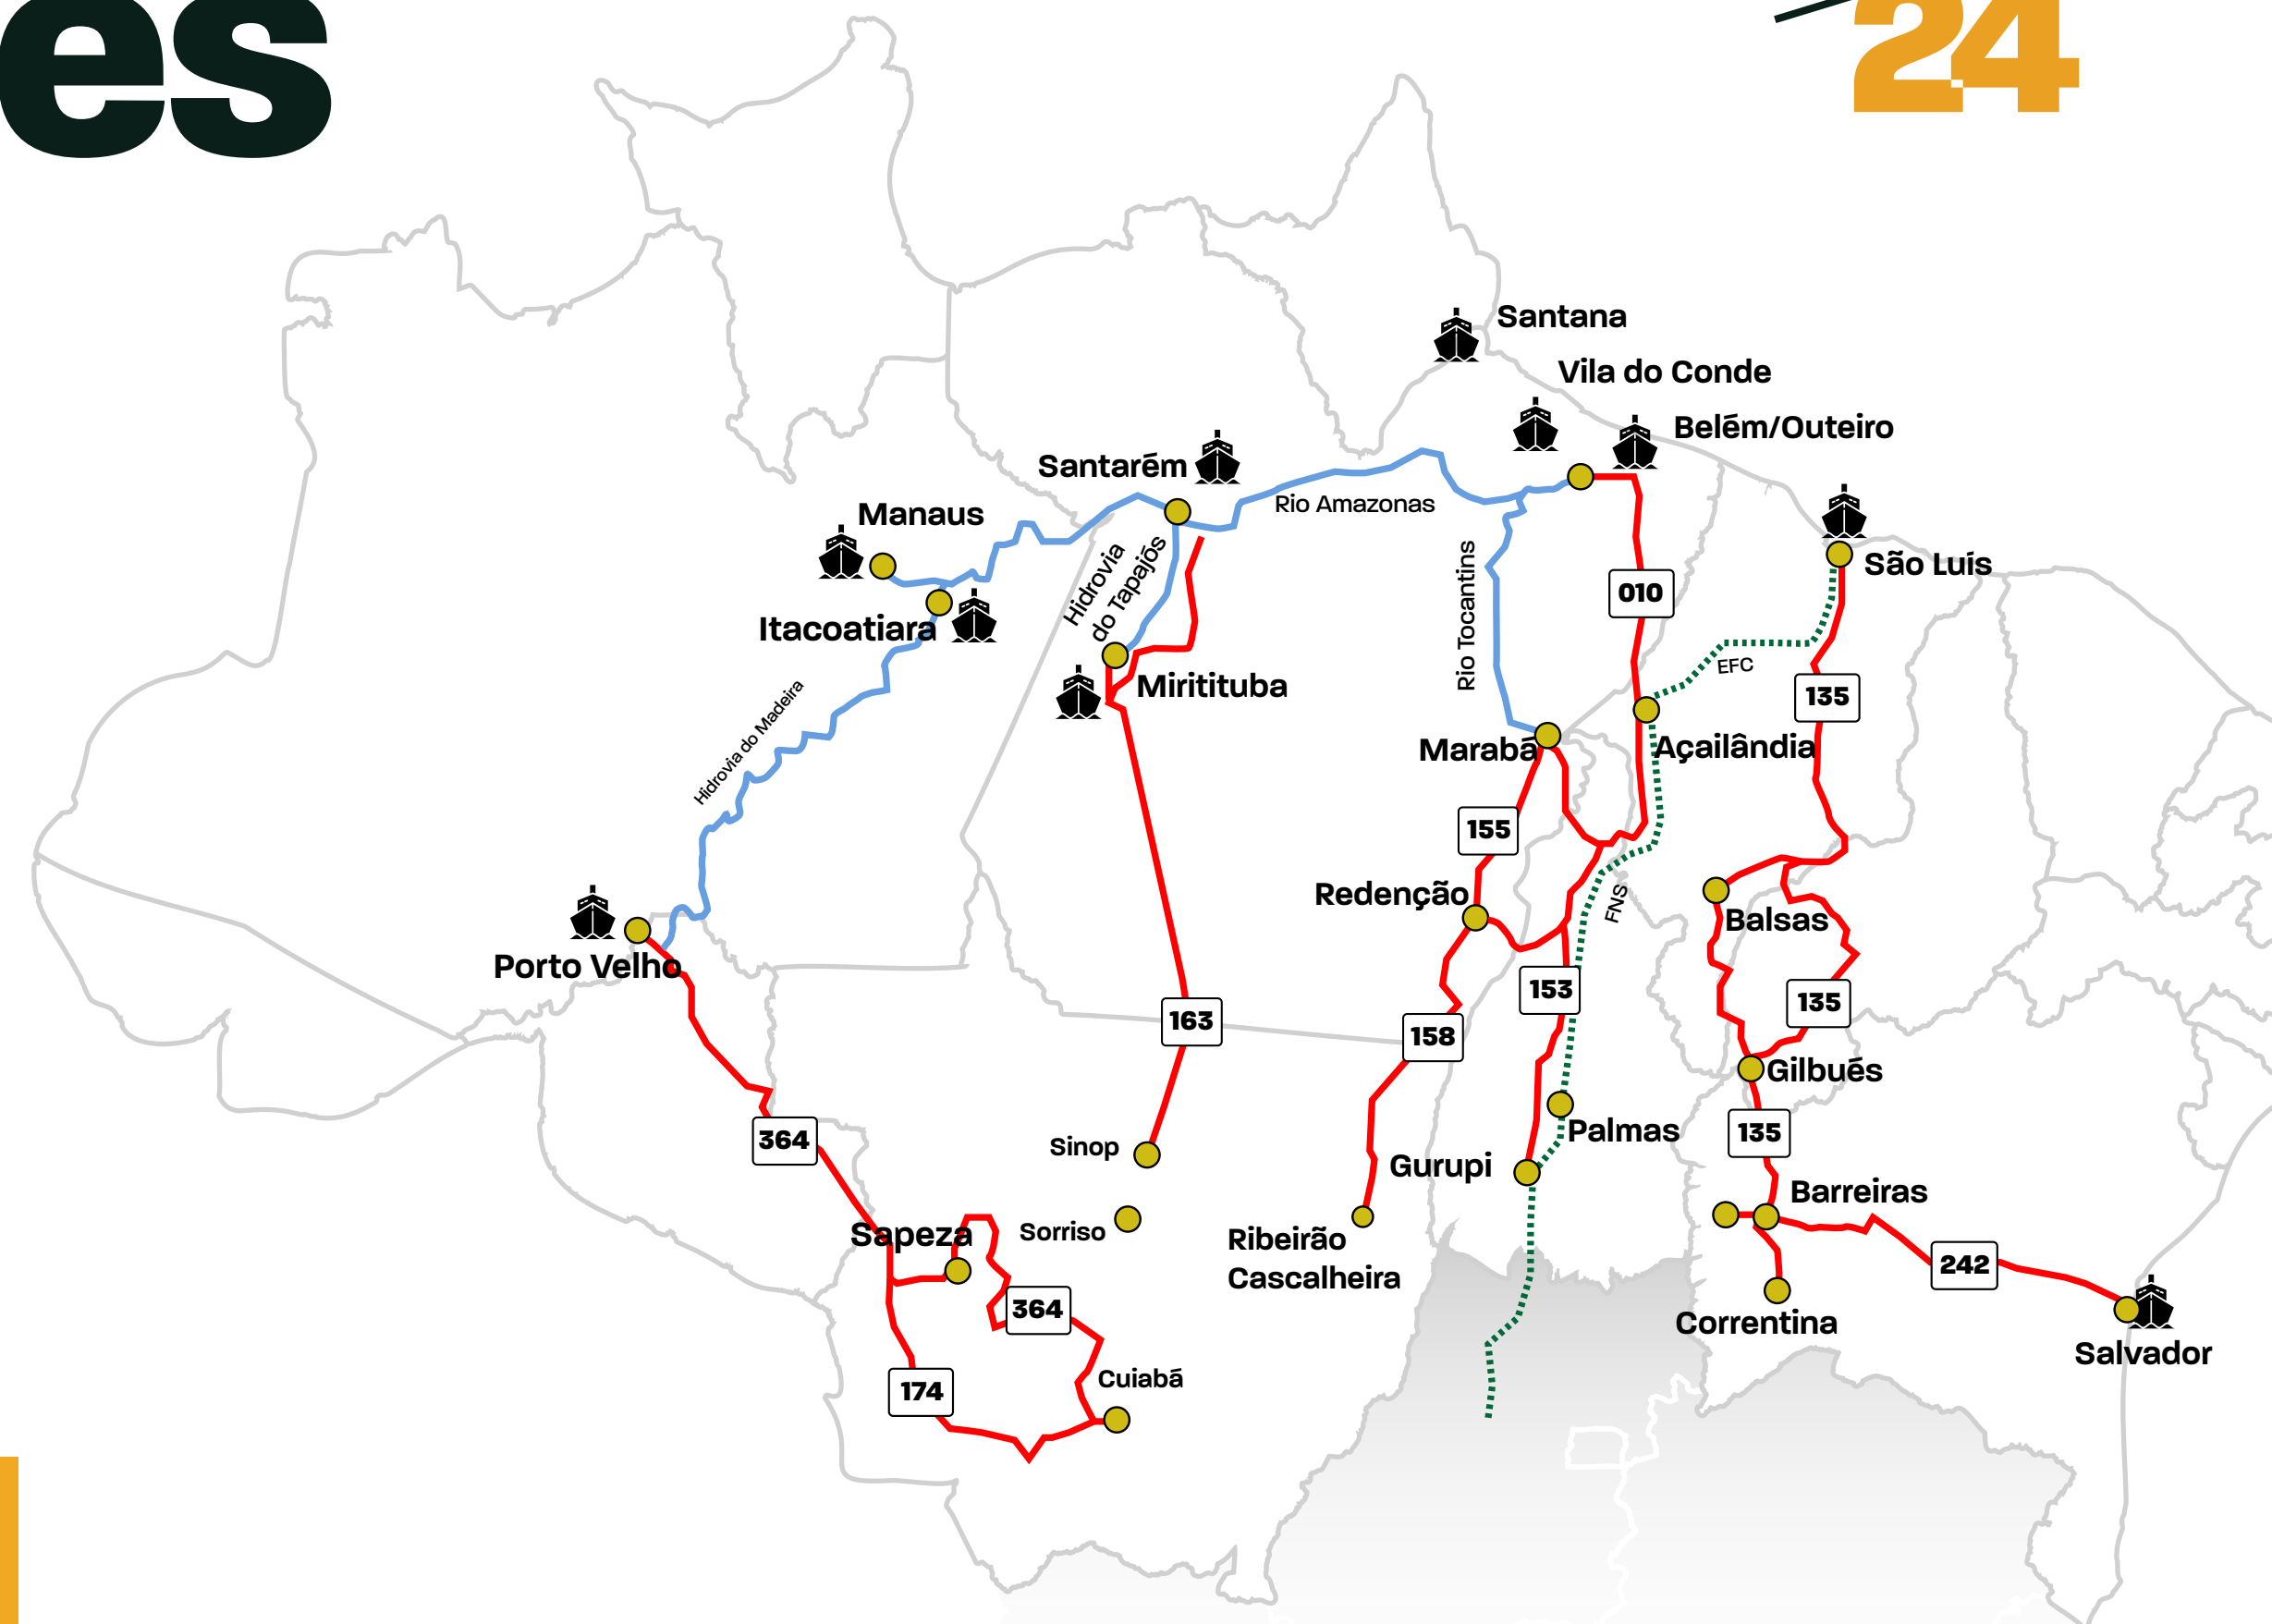 es
24
Santana
Vila do Conde
Belém/Outeiro
Santarém
Rio Amazonas
Manaus
São Luís
Hidrovia
do Tapajós
Rio Tocantins
010
Itacoatiara
EFC
Miritituba
135
Hidrovia do Madeira
Marabá
Açailândia
155
Redenção
FNS
Balsas
Porto Velho
153
135
163
158
Gilbués
364
Palmas
135
Sinop
Gurupi
Barreiras
Sapeza
Sorriso
Ribeirão
Cascalheira
242
364
Correntina
Salvador
174
Cuiabá